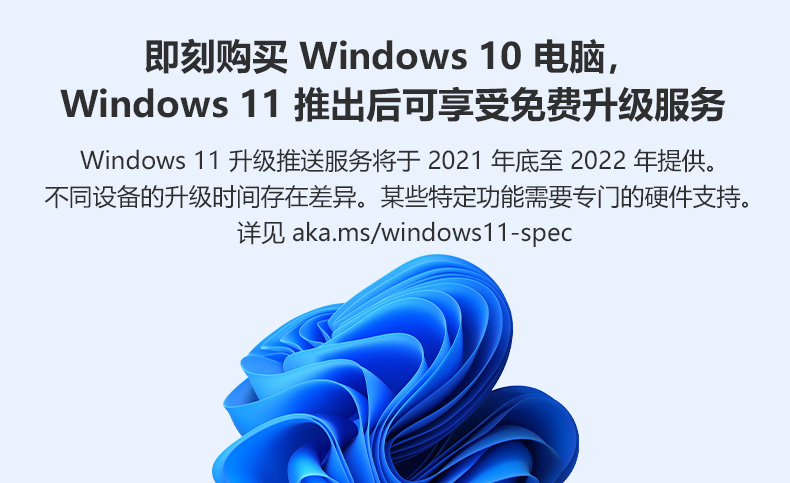 即刻购买 Windows 10 电脑，
Windows 11 推出后可享受免费升级服务
Windows 11 升级推送服务将于 2021 年底至 2022 年提供。
不同设备的升级时间存在差异。某些特定功能需要专门的硬件支持。
详见 aka.ms/windows11-spec